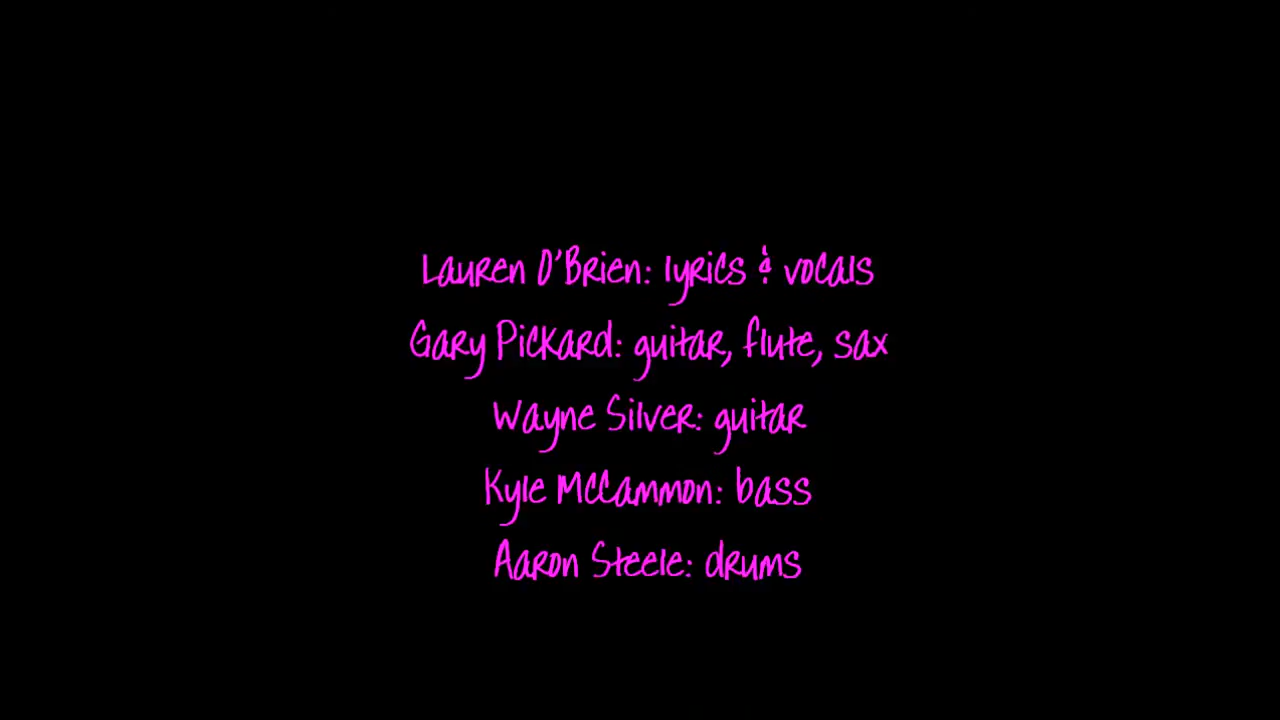 Lauren O'Brien: lyrics & vocals
Gary Pickard: guitar, flute, sax
Wayne Silver: guitar
Kyle McCammon: bass
Aaron Steele: drums